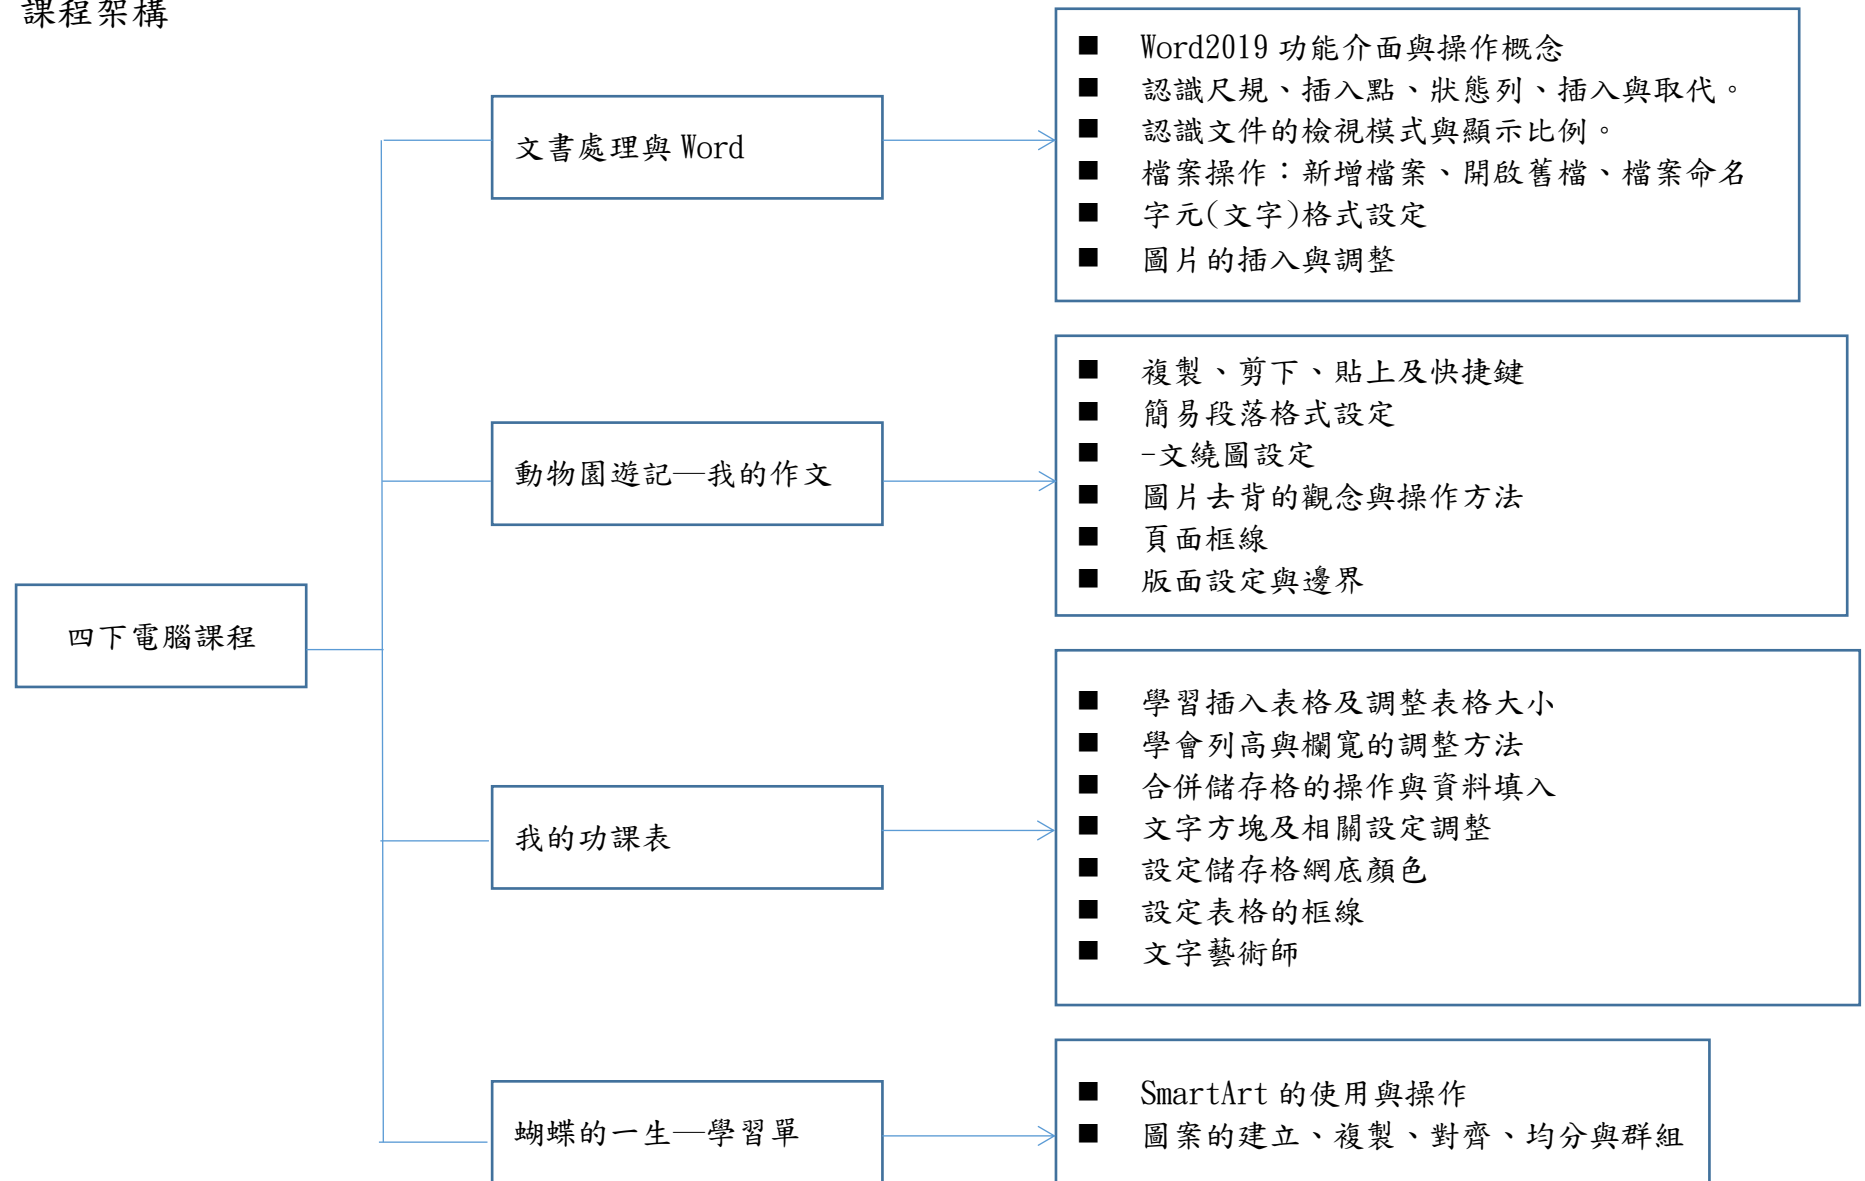 課程架構
四下電腦課程
文書處理與 Word
■ Word2019 功能介面與操作概念
■ 認識尺規、插入點、狀態列、插入與取代。
■ 認識文件的檢視模式與顯示比例。
■ 檔案操作：新增檔案、開啟舊檔、檔案命名
■ 字元(文字)格式設定
■ 圖片的插入與調整
動物園遊記—我的作文
■ 複製、剪下、貼上及快捷鍵
■ 簡易段落格式設定
■ -文繞圖設定
■ 圖片去背的觀念與操作方法
■ 頁面框線
■ 版面設定與邊界
我的功課表
■ 學習插入表格及調整表格大小
■ 學會列高與欄寬的調整方法
■ 合併儲存格的操作與資料填入
■ 文字方塊及相關設定調整
■ 設定儲存格網底顏色
■ 設定表格的框線
■ 文字藝術師
蝴蝶的一生—學習單
■ SmartArt 的使用與操作
■ 圖案的建立、複製、對齊、均分與群組